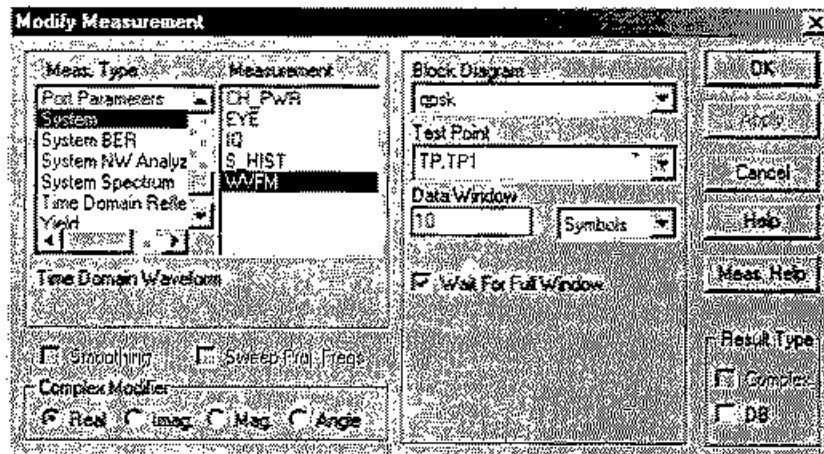 Modify Measurement
Meas. Type
Port Parameters
System
System BER
System NW Analyz
System Spectrum
Time Domain Refle
Yield
Measurement
CH_PWR
EYE
IQ
S_HIST
WVFM
Time Domain Waveform
Smoothing
Sweep Proj. Freqs
Complex Modifier
Real
Imag.
Mag.
Angle
Block Diagram
qpsk
Test Point
TP.TP1
Data Window
10
Symbols
Wait For Full Window
OK
Apply
Cancel
Help
Meas. Help
Result Type
Complex
DB